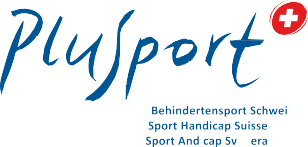 PluSport
Behindertensport Schwei
Sport Handicap Suisse
Sport And cap Sv era